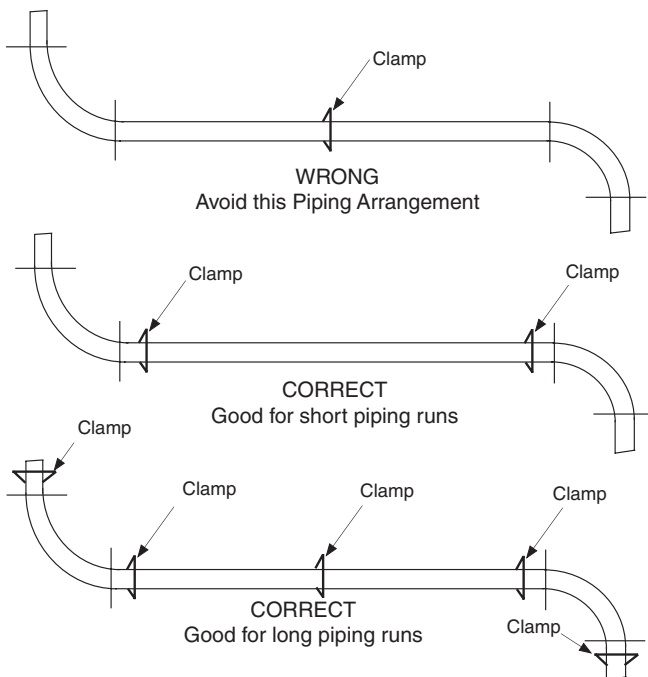 Clamp
WRONG
Avoid this Piping Arrangement
Clamp
Clamp
CORRECT
Good for short piping runs
Clamp
Clamp
Clamp
Clamp
CORRECT
Good for long piping runs
Clamp